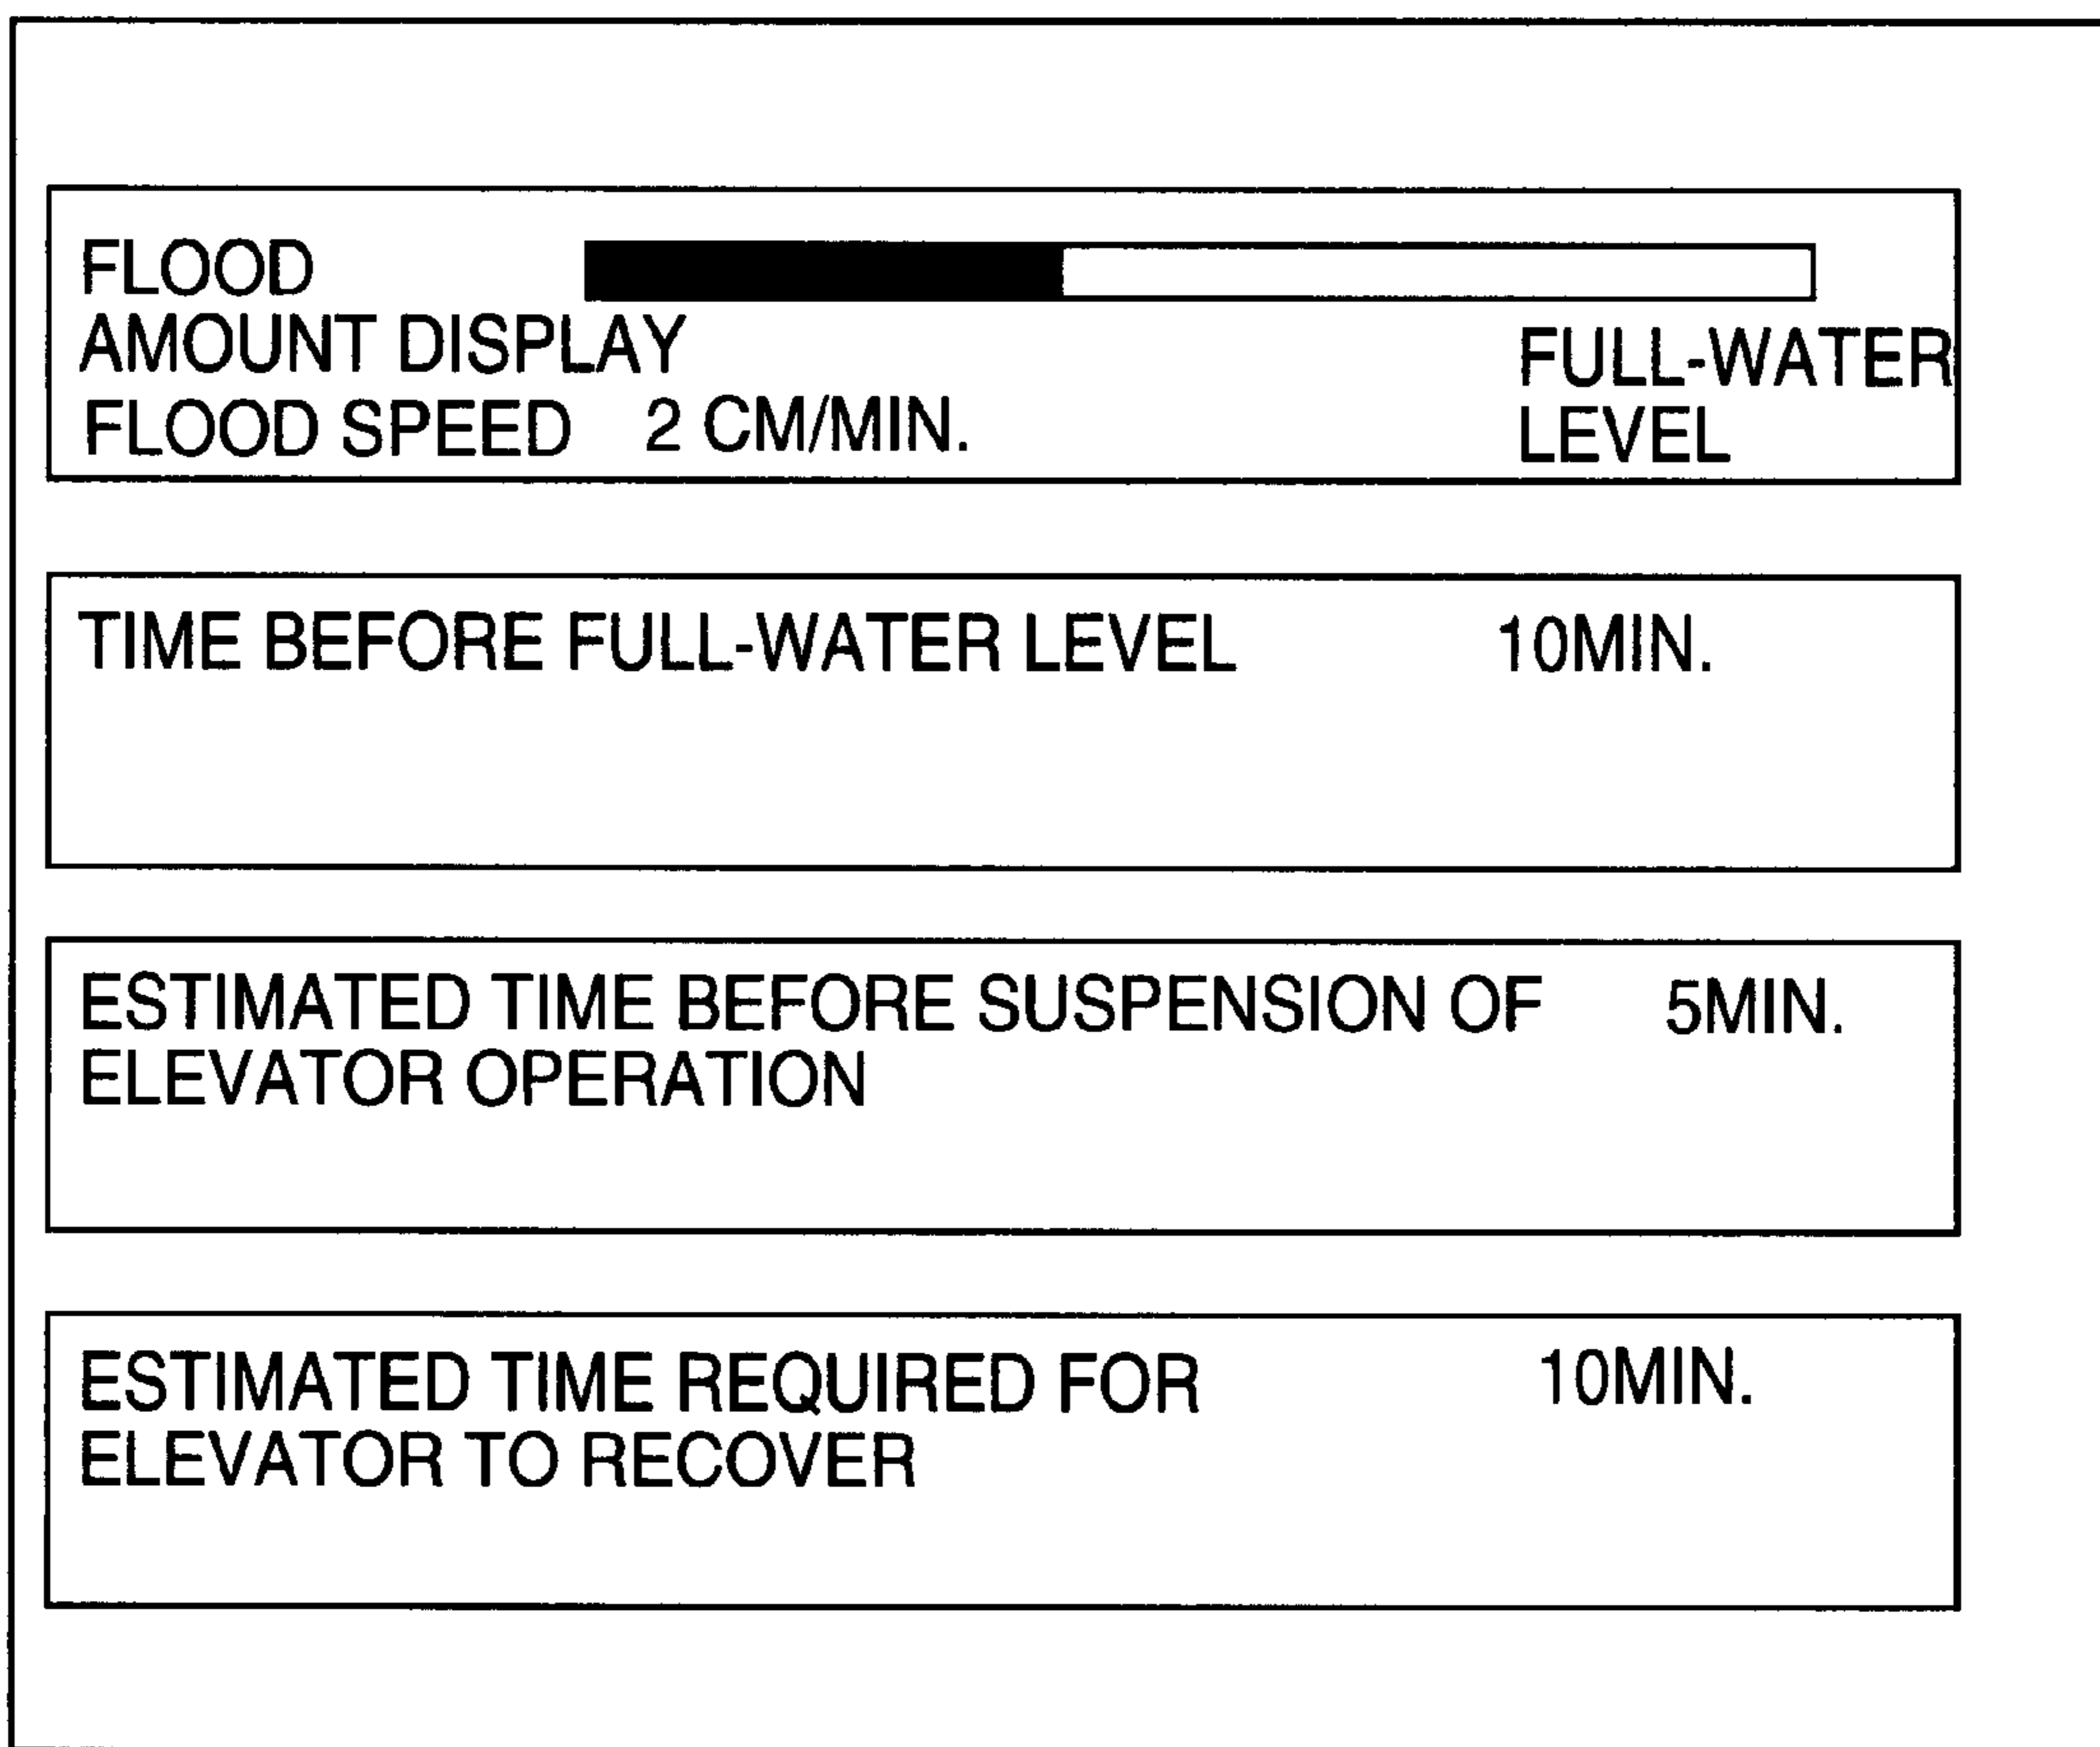 FLOOD
AMOUNT DISPLAY
FULL-WATER
LEVEL
FLOOD SPEED 2 CM/MIN.
TIME BEFORE FULL-WATER LEVEL 10MIN.
ESTIMATED TIME BEFORE SUSPENSION OF 5MIN.
ELEVATOR OPERATION
ESTIMATED TIME REQUIRED FOR 10MIN.
ELEVATOR TO RECOVER